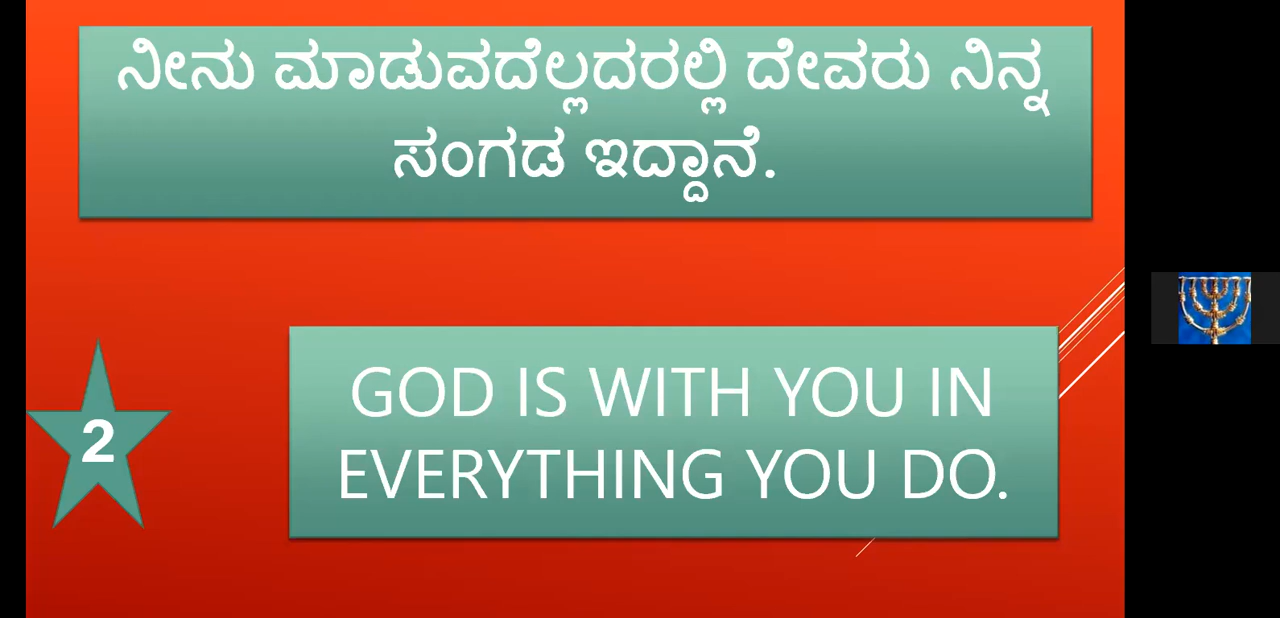 ನೀನು ಮಾಡುವದೆಲ್ಲದರಲ್ಲಿ ದೇವರು ನಿನ್ನ
ಸಂಗಡ ಇದ್ದಾನೆ.
GOD IS WITH YOU IN
EVERYTHING YOU DO.
2